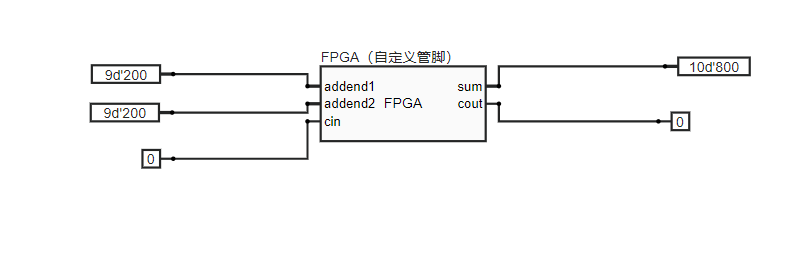 FPGA（自定义管脚）
9d'200
addend1
sum
10d'800
9d'200
addend2
FPGA
cout
cin
0
0